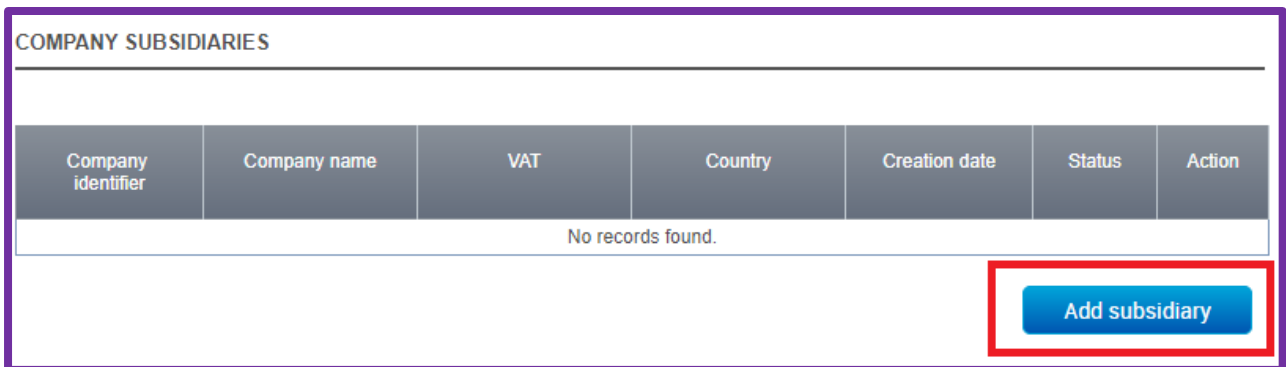 COMPANY SUBSIDIARIES
Company identifier Company name VAT Country Creation date Status Action
No records found.
Add subsidiary